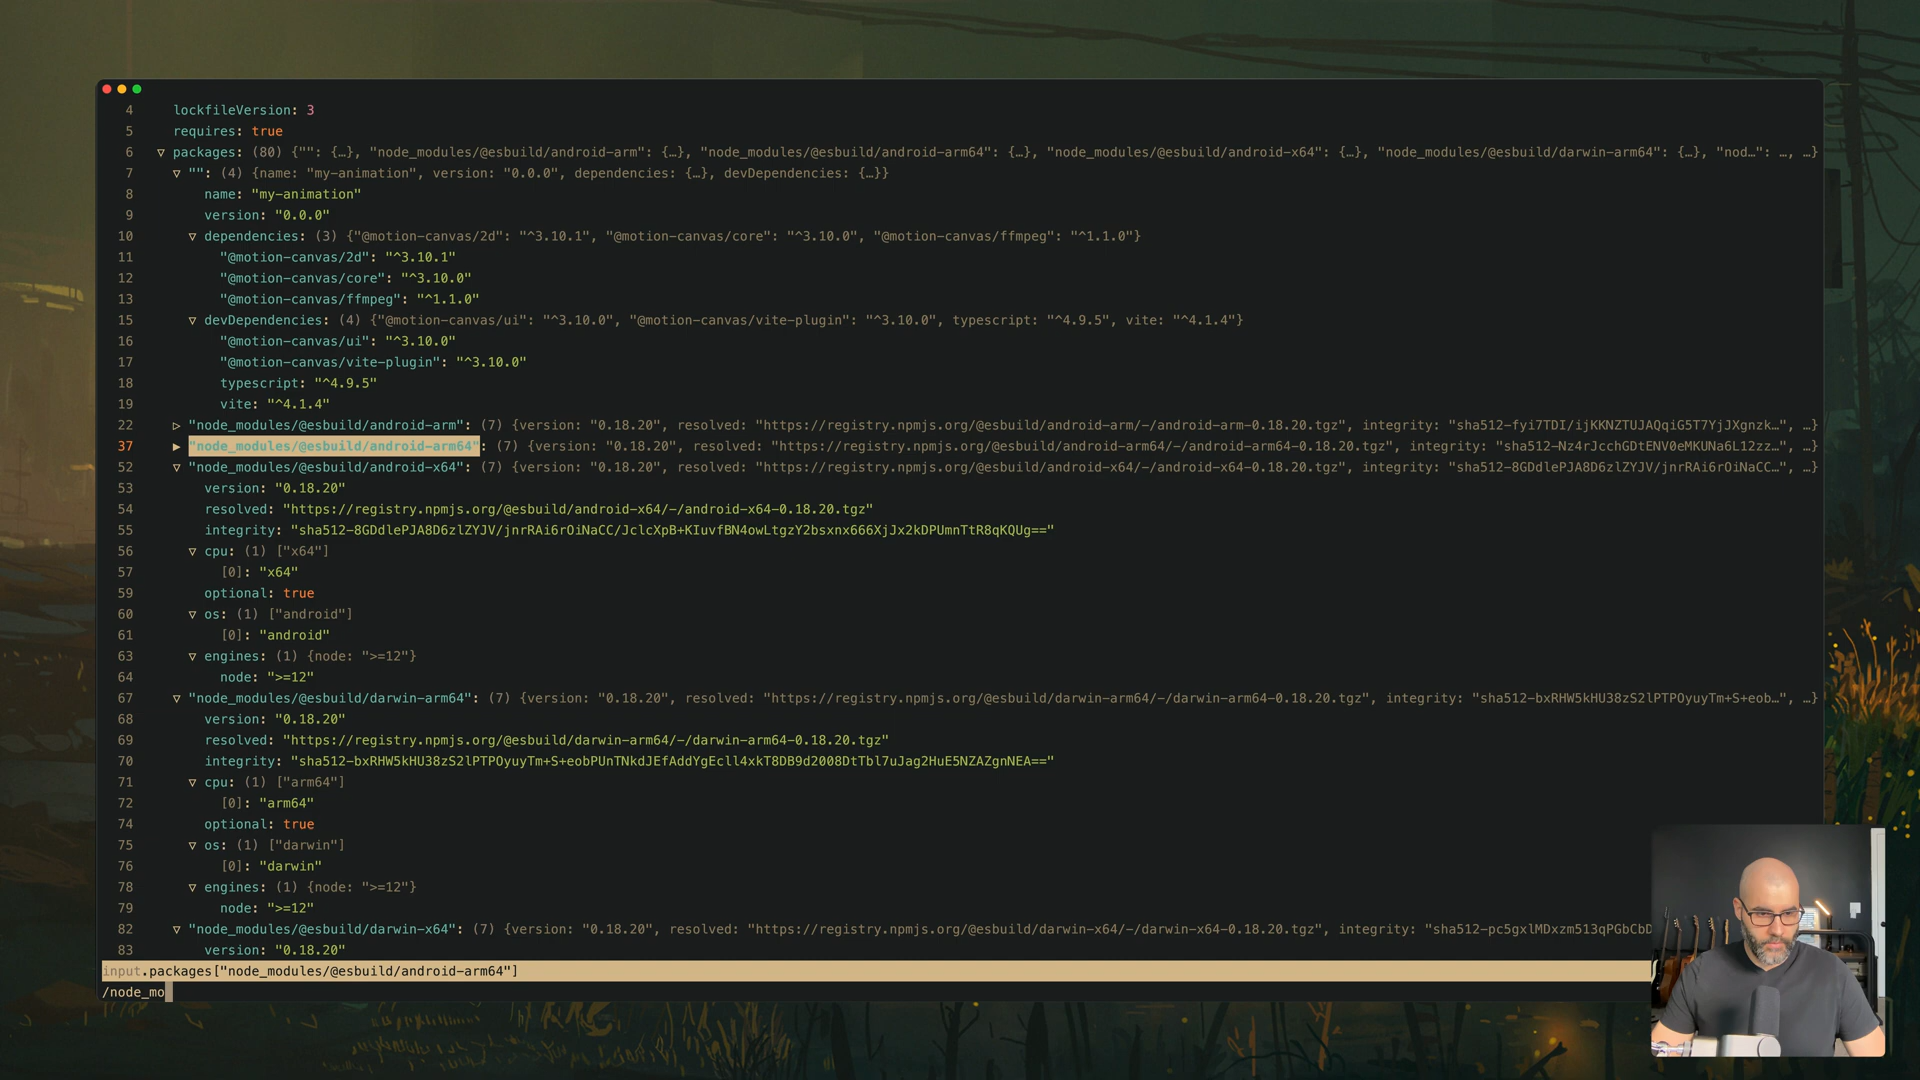 4 lockfileVersion: 3
5 requires: true
6 ▽ packages: (80) {"": {…}, "node_modules/@esbuild/android-arm": {…}, "node_modules/@esbuild/android-arm64": {…}, "node_modules/@esbuild/android-x64": {…}, "node_modules/@esbuild/darwin-arm64": {…}, "nod…": …, …}
7 ▽ "": (4) {name: "my-animation", version: "0.0.0", dependencies: {…}, devDependencies: {…}}
8 name: "my-animation"
9 version: "0.0.0"
10 ▽ dependencies: (3) {"@motion-canvas/2d": "^3.10.1", "@motion-canvas/core": "^3.10.0", "@motion-canvas/ffmpeg": "^1.1.0"}
11 "@motion-canvas/2d": "^3.10.1"
12 "@motion-canvas/core": "^3.10.0"
13 "@motion-canvas/ffmpeg": "^1.1.0"
15 ▽ devDependencies: (4) {"@motion-canvas/ui": "^3.10.0", "@motion-canvas/vite-plugin": "^3.10.0", typescript: "^4.9.5", vite: "^4.1.4"}
16 "@motion-canvas/ui": "^3.10.0"
17 "@motion-canvas/vite-plugin": "^3.10.0"
18 typescript: "^4.9.5"
19 vite: "^4.1.4"
22 ▷ "node_modules/@esbuild/android-arm": (7) {version: "0.18.20", resolved: "https://registry.npmjs.org/@esbuild/android-arm/-/android-arm-0.18.20.tgz", integrity: "sha512-fyi7TDI/ijKKNZTUJAQqiG5T7YjJXgnzk…", …}
37 ▶ "node_modules/@esbuild/android-arm64": (7) {version: "0.18.20", resolved: "https://registry.npmjs.org/@esbuild/android-arm64/-/android-arm64-0.18.20.tgz", integrity: "sha512-Nz4rJcchGDtENV0eMKUNa6L12zz…", …}
52 ▽ "node_modules/@esbuild/android-x64": (7) {version: "0.18.20", resolved: "https://registry.npmjs.org/@esbuild/android-x64/-/android-x64-0.18.20.tgz", integrity: "sha512-8GDdlePJA8D6zlZYJV/jnrRAi6rOiNaCC…", …}
53 version: "0.18.20"
54 resolved: "https://registry.npmjs.org/@esbuild/android-x64/-/android-x64-0.18.20.tgz"
55 integrity: "sha512-8GDdlePJA8D6zlZYJV/jnrRAi6rOiNaCC/JclcXpB+KIuvfBN4owLtgzY2bsxnx666XjJx2kDPUmnTtR8qKQUg=="
56 ▽ cpu: (1) ["x64"]
57 [0]: "x64"
59 optional: true
60 ▽ os: (1) ["android"]
61 [0]: "android"
63 ▽ engines: (1) {node: ">=12"}
64 node: ">=12"
67 ▽ "node_modules/@esbuild/darwin-arm64": (7) {version: "0.18.20", resolved: "https://registry.npmjs.org/@esbuild/darwin-arm64/-/darwin-arm64-0.18.20.tgz", integrity: "sha512-bxRHW5kHU38zS2lPTPOyuyTm+S+eob…", …}
68 version: "0.18.20"
69 resolved: "https://registry.npmjs.org/@esbuild/darwin-arm64/-/darwin-arm64-0.18.20.tgz"
70 integrity: "sha512-bxRHW5kHU38zS2lPTPOyuyTm+S+eobPUnTNkdJEfAddYgEcll4xkT8DB9d2008DtTbl7uJag2HuE5NZAZgnNEA=="
71 ▽ cpu: (1) ["arm64"]
72 [0]: "arm64"
74 optional: true
75 ▽ os: (1) ["darwin"]
76 [0]: "darwin"
78 ▽ engines: (1) {node: ">=12"}
79 node: ">=12"
82 ▽ "node_modules/@esbuild/darwin-x64": (7) {version: "0.18.20", resolved: "https://registry.npmjs.org/@esbuild/darwin-x64/-/darwin-x64-0.18.20.tgz", integrity: "sha512-pc5gxlMDxzm513qPGbCbD
83 version: "0.18.20"
input.packages["node_modules/@esbuild/android-arm64"]
/node_mo